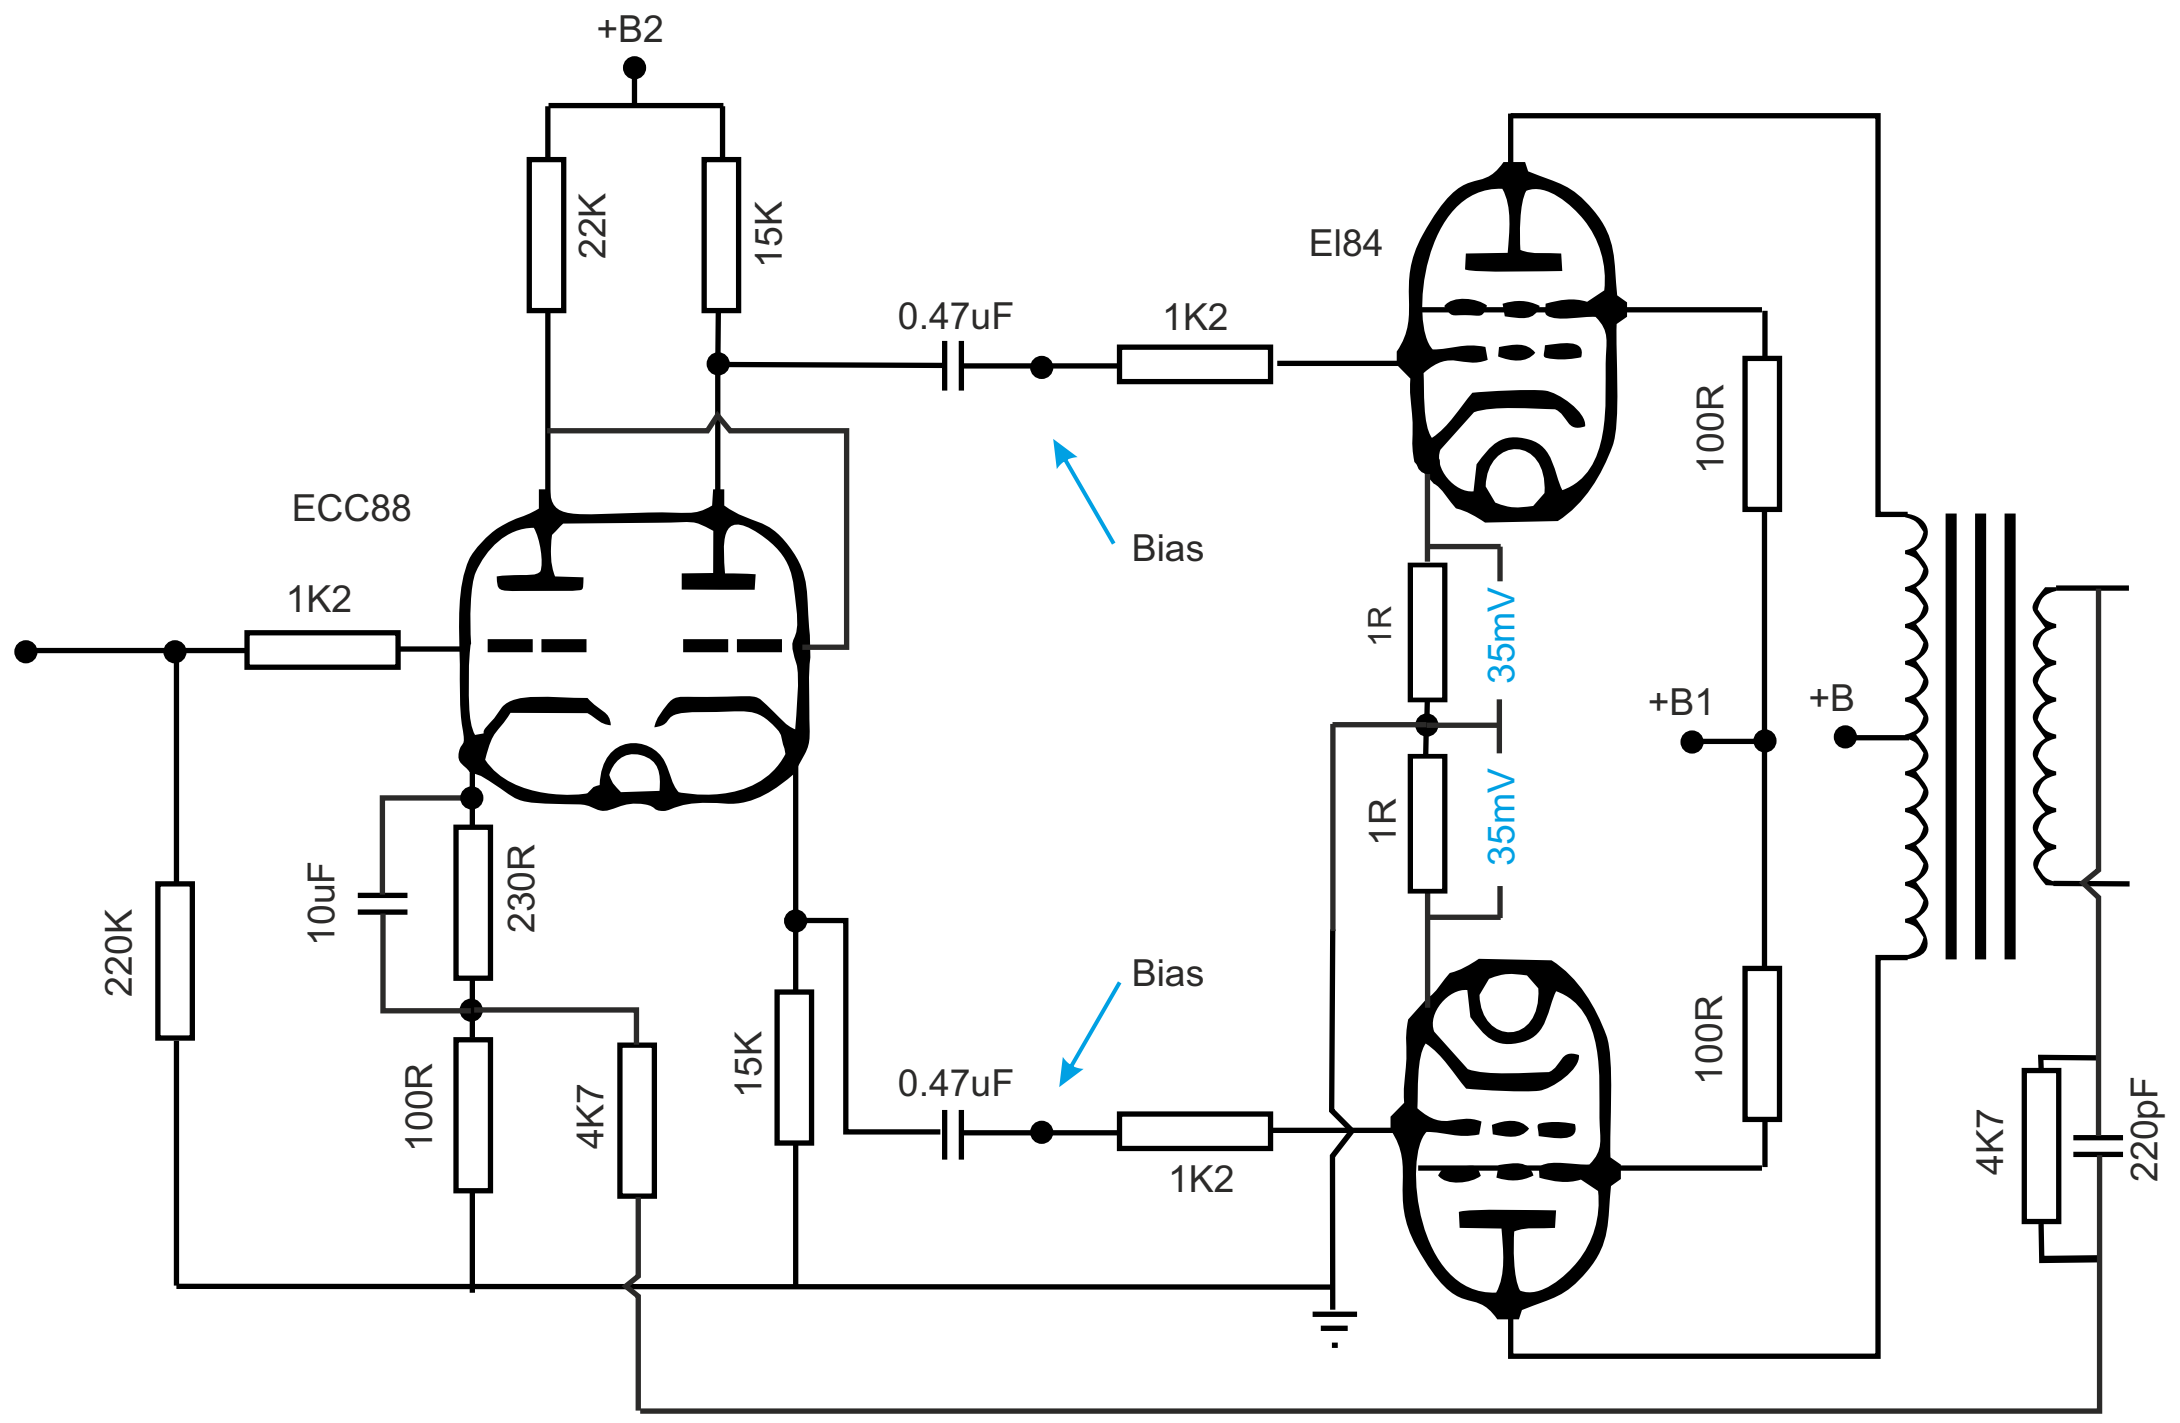 +B2
22K
15K
0.47uF
1K2
El84
100R
Bias
ECC88
1K2
1R
35mV
+B1
+B
1R
35mV
10uF
230R
220K
Bias
100R
4K7
15K
0.47uF
1K2
100R
4K7
220pF